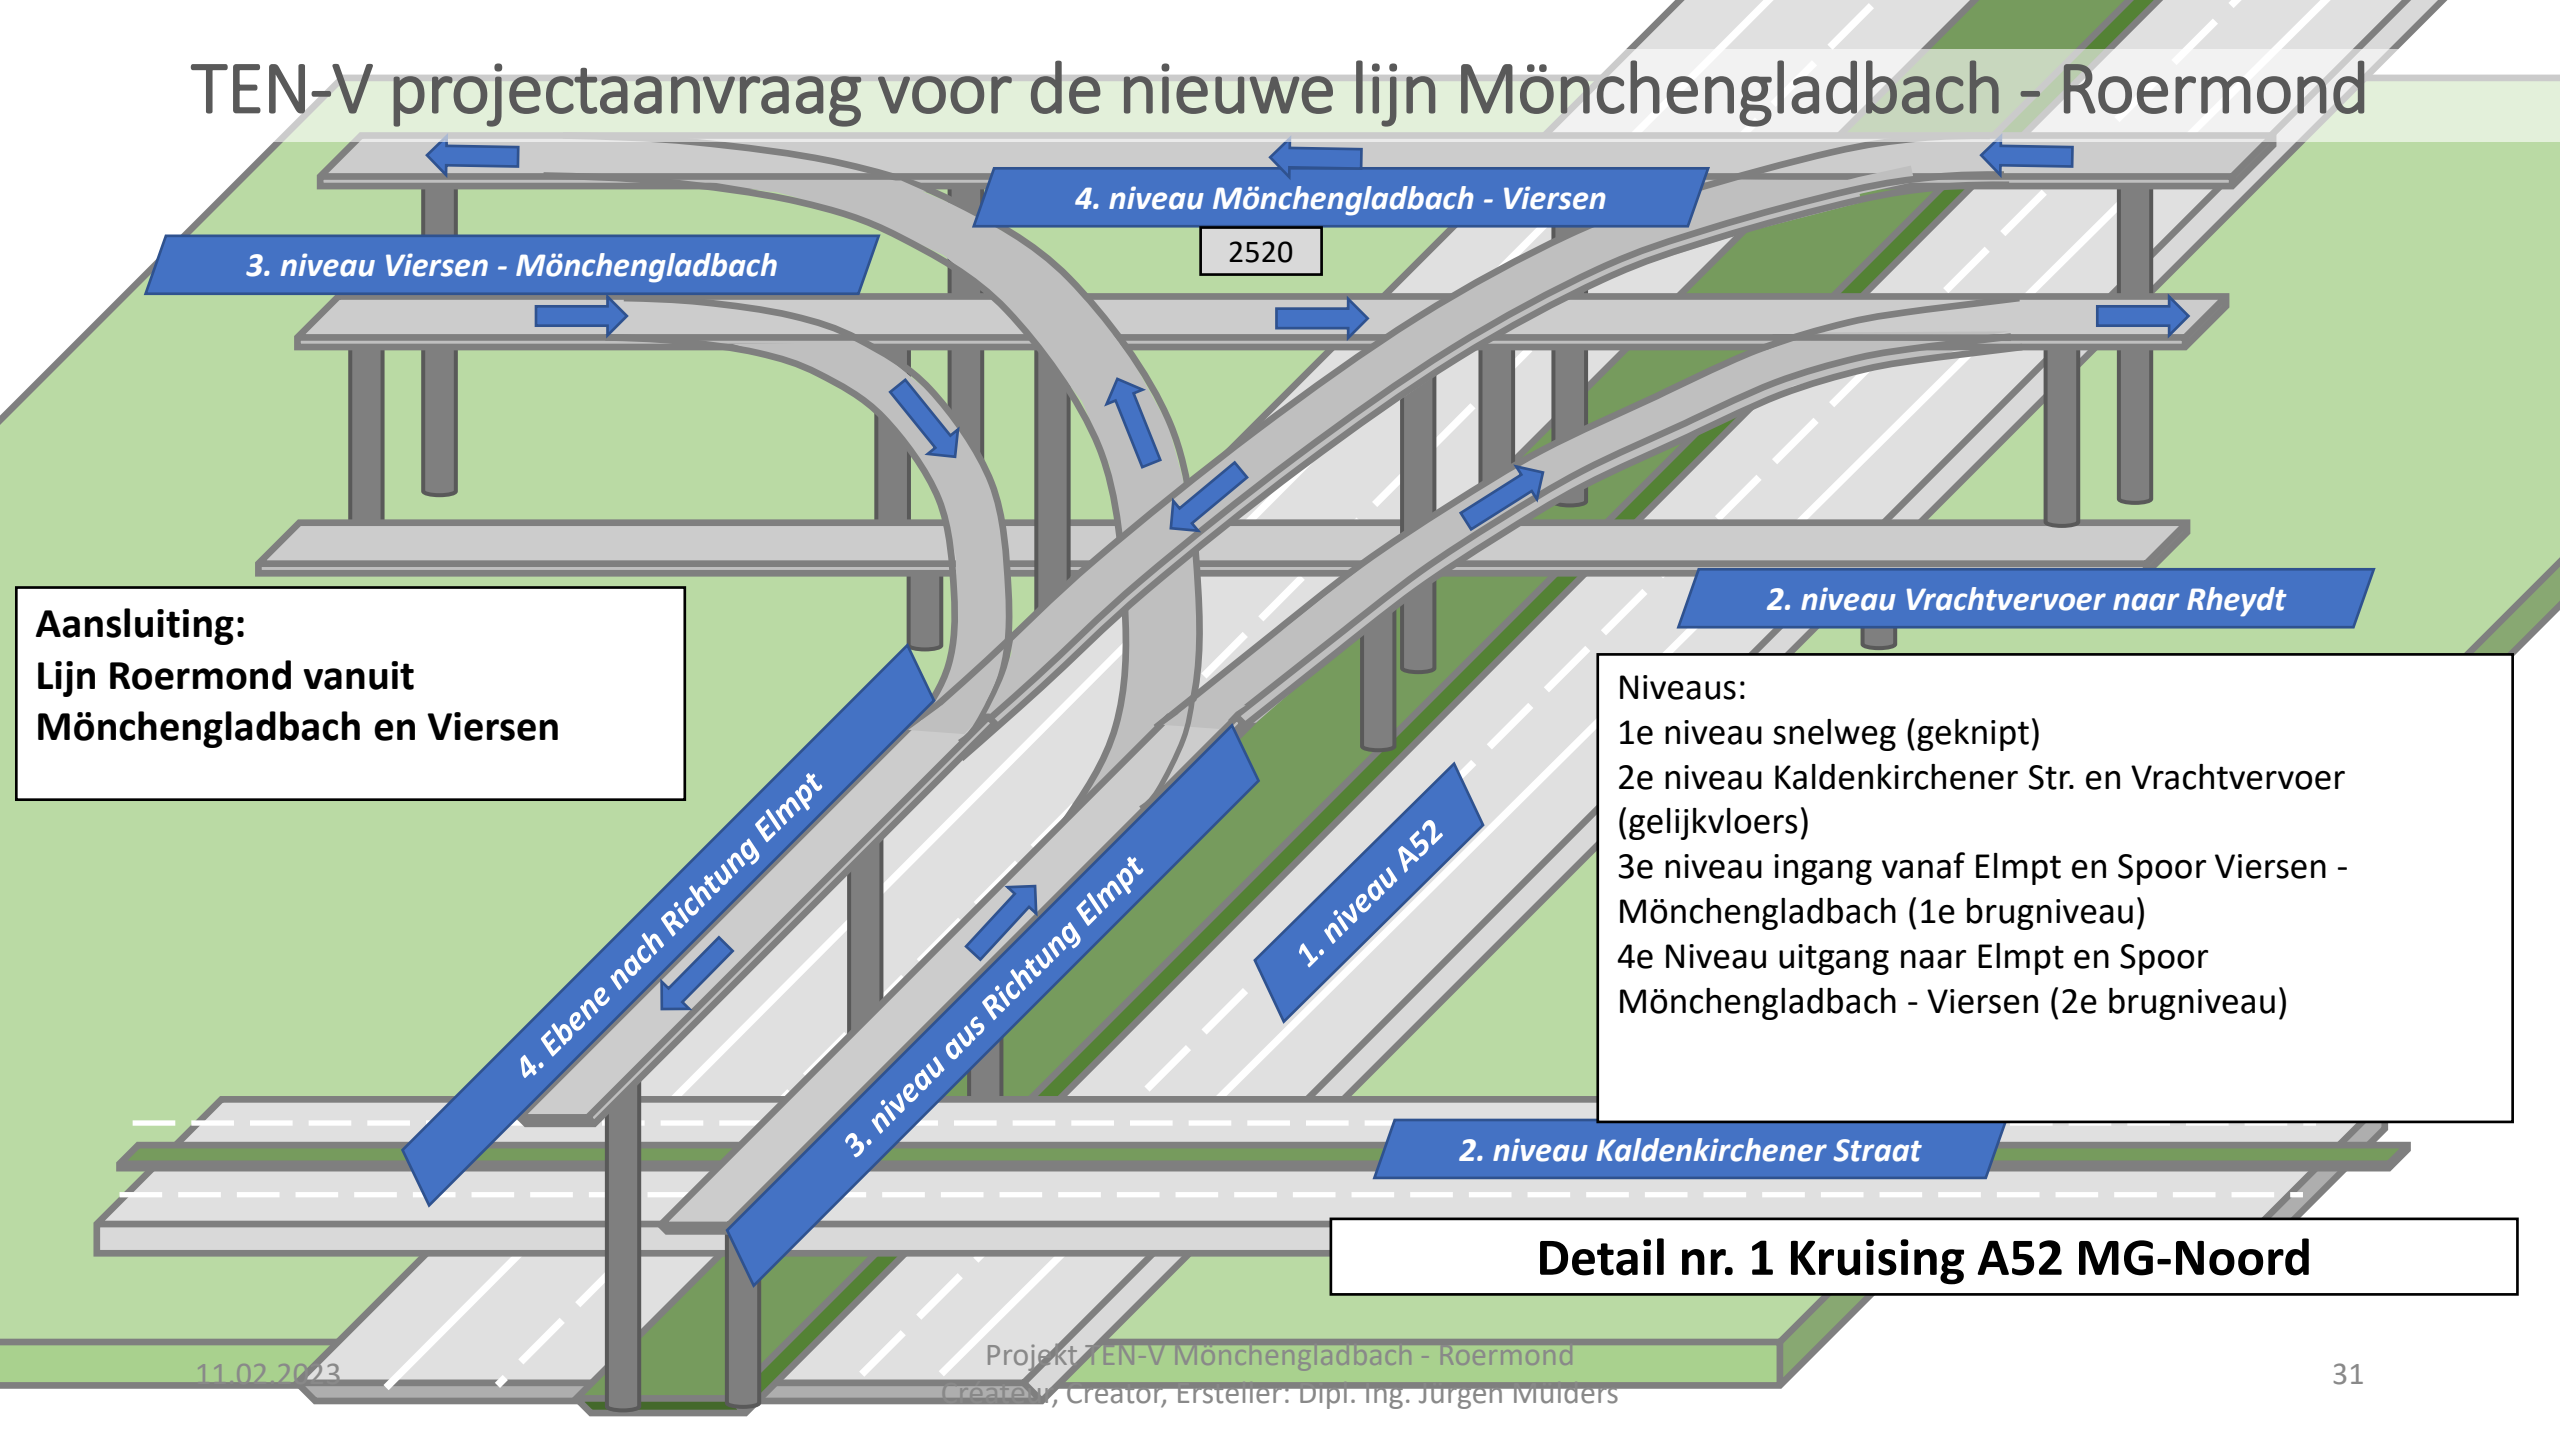 TEN-V projectaanvraag voor de nieuwe lijn Mönchengladbach - Roermond
4. niveau Mönchengladbach - Viersen
2520
3. niveau Viersen - Mönchengladbach
2. niveau Vrachtvervoer naar Rheydt
Aansluiting:
Lijn Roermond vanuit
Mönchengladbach en Viersen
Niveaus:
1e niveau snelweg (geknipt)
2e niveau Kaldenkirchener Str. en Vrachtvervoer
(gelijkvloers)
3e niveau ingang vanaf Elmpt en Spoor Viersen -
Mönchengladbach (1e brugniveau)
4e Niveau uitgang naar Elmpt en Spoor
Mönchengladbach - Viersen (2e brugniveau)
4. Ebene nach Richtung Elmpt
3. niveau aus Richtung Elmpt
1. niveau A52
2. niveau Kaldenkirchener Straat
Detail nr. 1 Kruising A52 MG-Noord
11.02.2023
Projekt TEN-V Mönchengladbach - Roermond
Créateur, Creator, Ersteller: Dipl. Ing. Jürgen Mülders
31